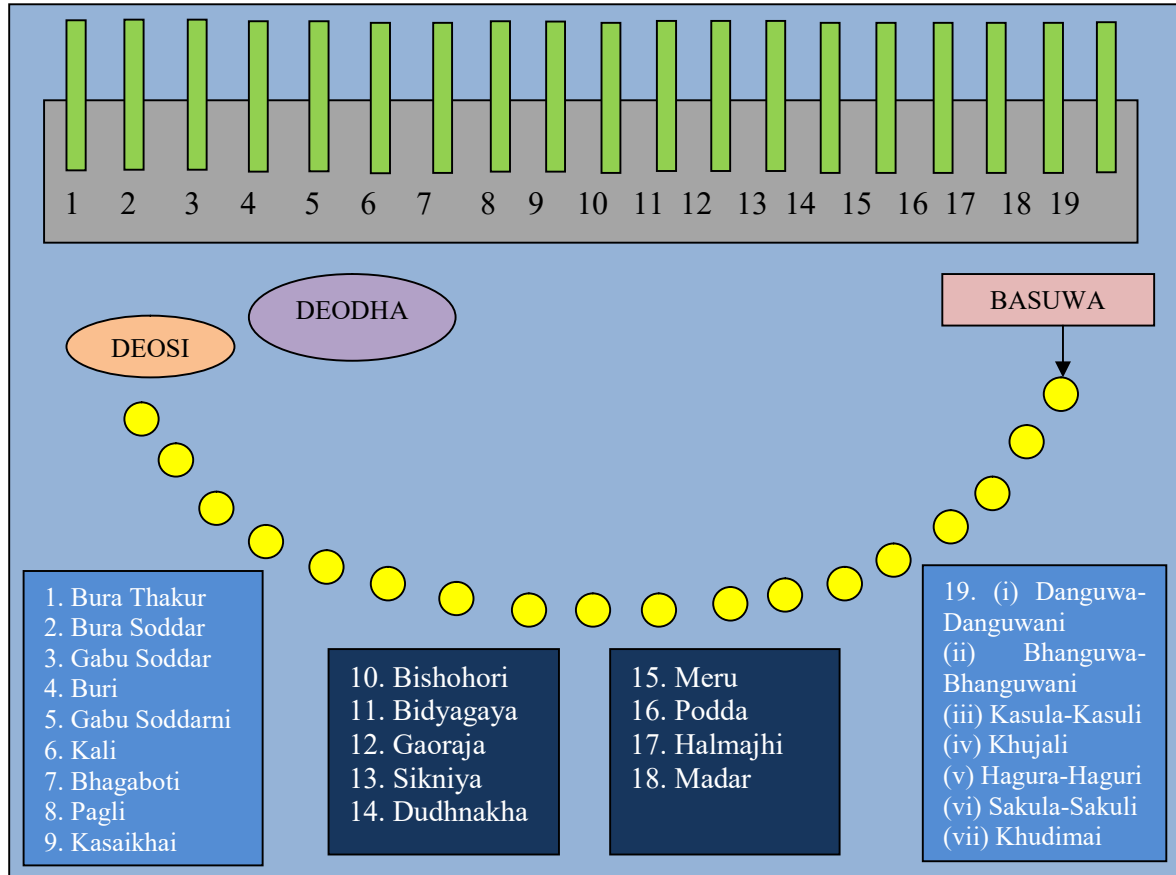 1 2 3 4 5 6 7 8 9 10 11 12 13 14 15 16 17 18 19
DEOSI
DEODHA
BASUWA
1. Bura Thakur
2. Bura Soddar
3. Gabu Soddar
4. Buri
5. Gabu Soddarni
6. Kali
7. Bhagaboti
8. Pagli
9. Kasaikhai
10. Bishohori
11. Bidyagaya
12. Gaoraja
13. Sikniya
14. Dudhnakha
15. Meru
16. Podda
17. Halmajhi
18. Madar
19. (i) Danguwa-
Danguwani
(ii) Bhanguwa-
Bhanguwani
(iii) Kasula-Kasuli
(iv) Khujali
(v) Hagura-Haguri
(vi) Sakula-Sakuli
(vii) Khudimai